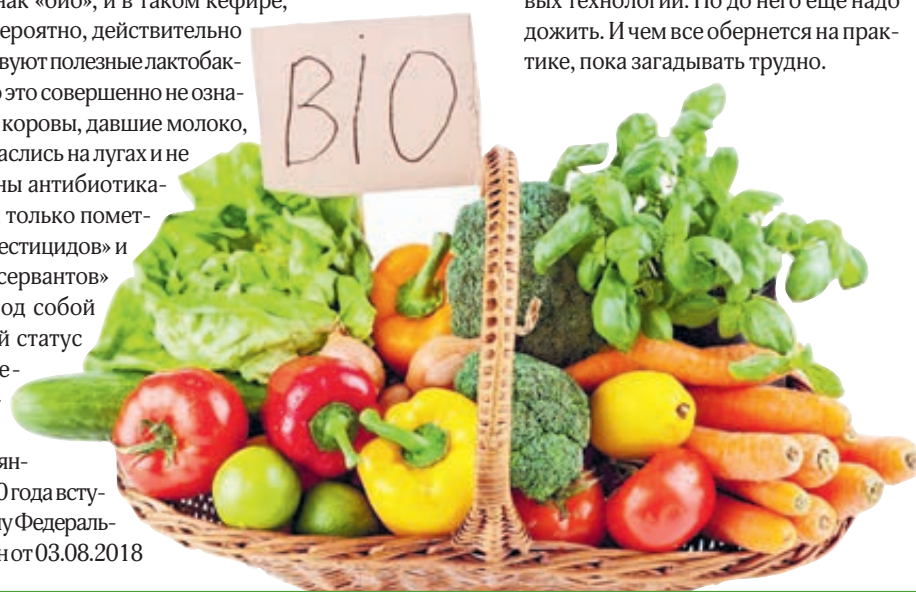 нак «био», и в таком кефире,
ероятно, действительно
вуют полезные лактобак-
о это совершенно не озна-
коровы, давшие молоко,
аслись на лугах и не
ны антибиотика-
только помет-
естицидов» и
сервантов»
од собой
й статус
е-
ян-
0 года всту-
у Федераль-
н от 03.08.2018
BiO
вых технологий. Но до него еще надо
дожить. И чем все обернется на прак-
тике, пока загадывать трудно.